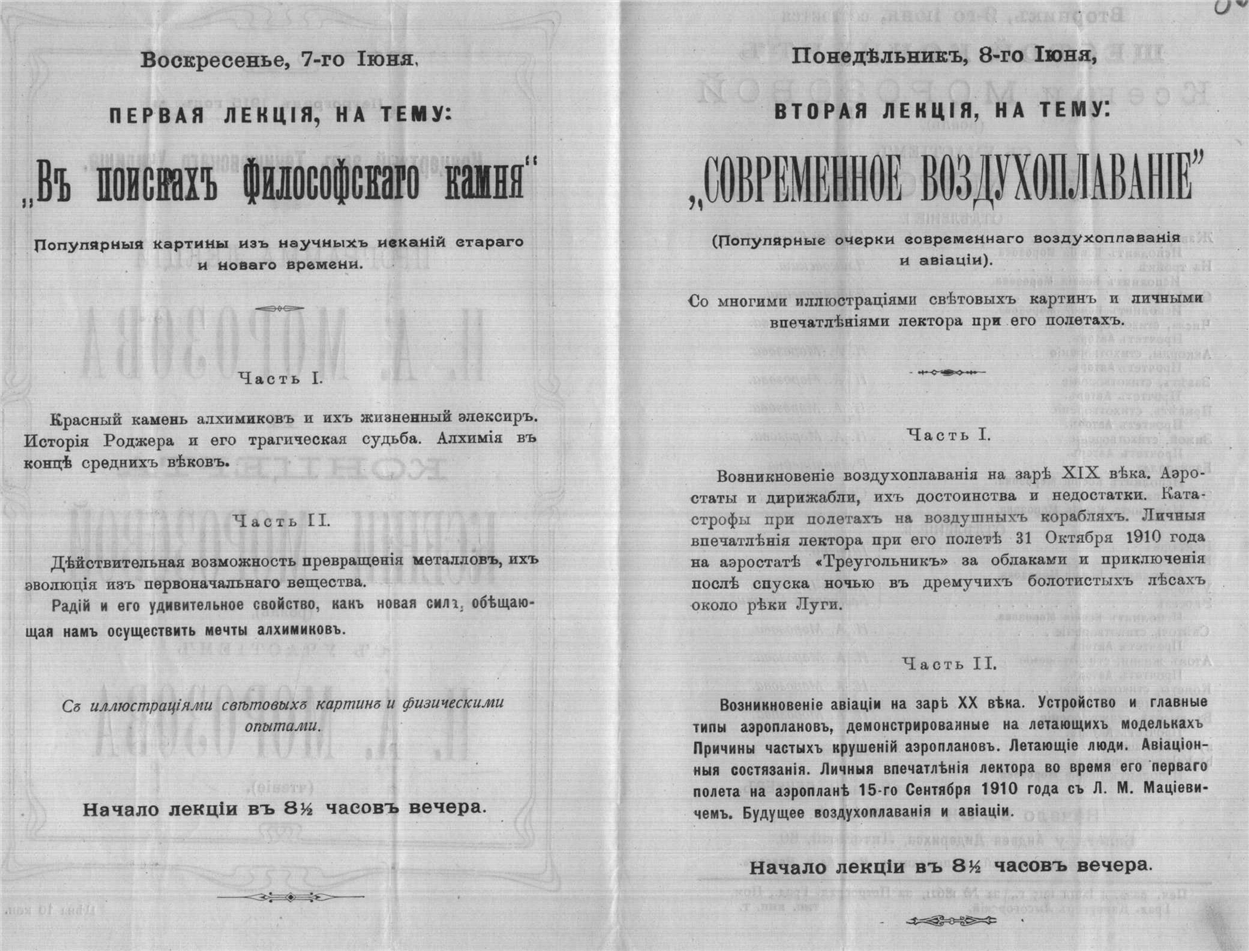 Воскресенье, 7-го Іюня.
ПЕРВАЯ ЛЕКЦІЯ, НА ТЕМУ:
„Въ поискахъ Философскаго камня“
Популярныя картины изъ научныхъ исканій стараго
и новаго времени.
Часть I.
Красный камень алхимиковъ и ихъ жизненный элексиръ.
Исторія Роджера и его трагическая судьба. Алхимія въ
концѣ среднихъ вѣковъ.
Часть II.
Дѣйствительная возможность превращенія металловъ, ихъ
эволюція изъ первоначальнаго вещества.
Радій и его удивительное свойство, какъ новая сила, обѣщаю-
щая намъ осуществить мечты алхимиковъ.
Съ иллюстраціями свѣтовыхъ картинъ и физическими
опытами.
Начало лекціи въ 8½ часовъ вечера.
Понедѣльникъ, 8-го Іюня,
ВТОРАЯ ЛЕКЦІЯ, НА ТЕМУ:
„СОВРЕМЕННОЕ ВОЗДУХОПЛАВАНІЕ”
(Популярные очерки современнаго воздухоплаванія
и авіаціи).
Со многими иллюстраціями свѣтовыхъ картинъ и личными
впечатлѣніями лектора при его полетахъ.
Часть I.
Возникновеніе воздухоплаванія на зарѣ XIX вѣка. Аэро-
статы и дирижабли, ихъ достоинства и недостатки. Ката-
строфы при полетахъ на воздушныхъ корабляхъ. Личныя
впечатлѣнія лектора при его полетѣ 31 Октября 1910 года
на аэростатѣ «Треугольникъ» за облаками и приключенія
послѣ спуска ночью въ дремучихъ болотистыхъ лѣсахъ
около рѣки Луги.
Часть II.
Возникновеніе авіаціи на зарѣ XX вѣка. Устройство и главные
типы аэроплановъ, демонстрированные на летающихъ моделькахъ
Причины частыхъ крушеній аэроплановъ. Летающіе люди. Авіаціон-
ныя состязанія. Личныя впечатлѣнія лектора во время его перваго
полета на аэропланѣ 15-го Сентября 1910 года съ Л. М. Маціеви-
чемъ. Будущее воздухоплаванія и авіаціи.
Начало лекціи въ 8½ часовъ вечера.